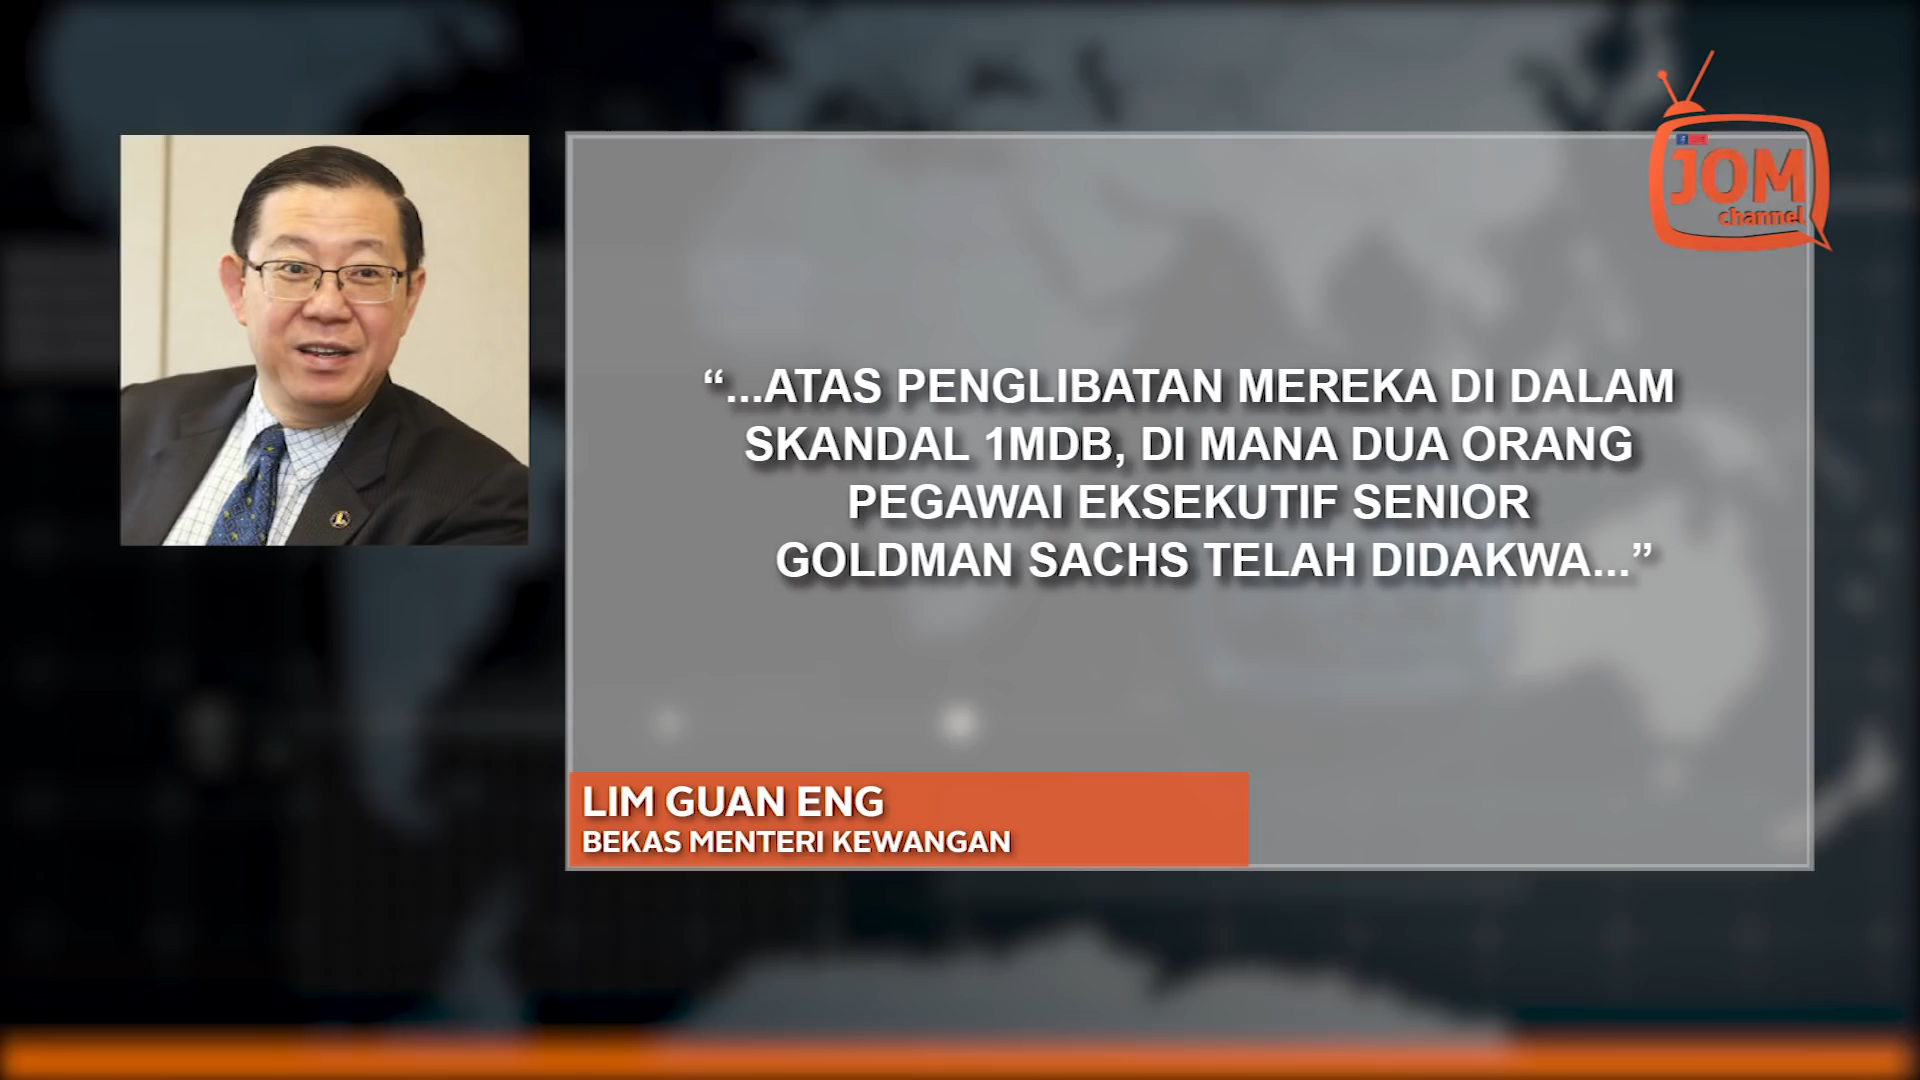 JOM
channel
“...ATAS PENGLIBATAN MEREKA DI DALAM
SKANDAL 1MDB, DI MANA DUA ORANG
PEGAWAI EKSEKUTIF SENIOR
GOLDMAN SACHS TELAH DIDAKWA...”
LIM GUAN ENG
BEKAS MENTERI KEWANGAN